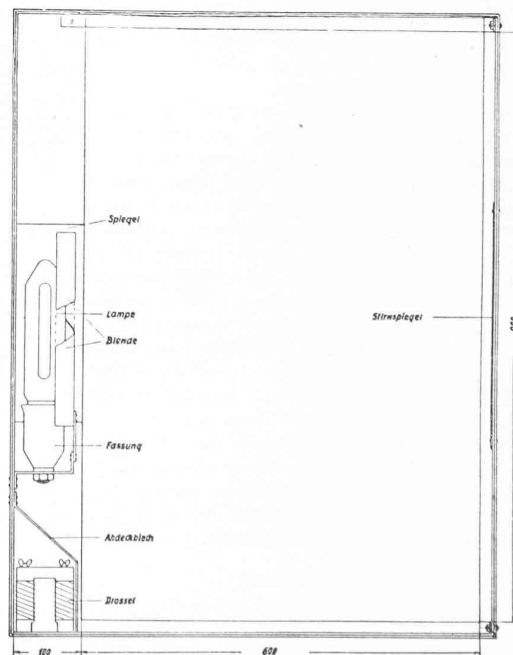 Spiegel
Lampe
Blende
Stirnspiegel
Fassung
Abdeckblech
Drossel
100
608